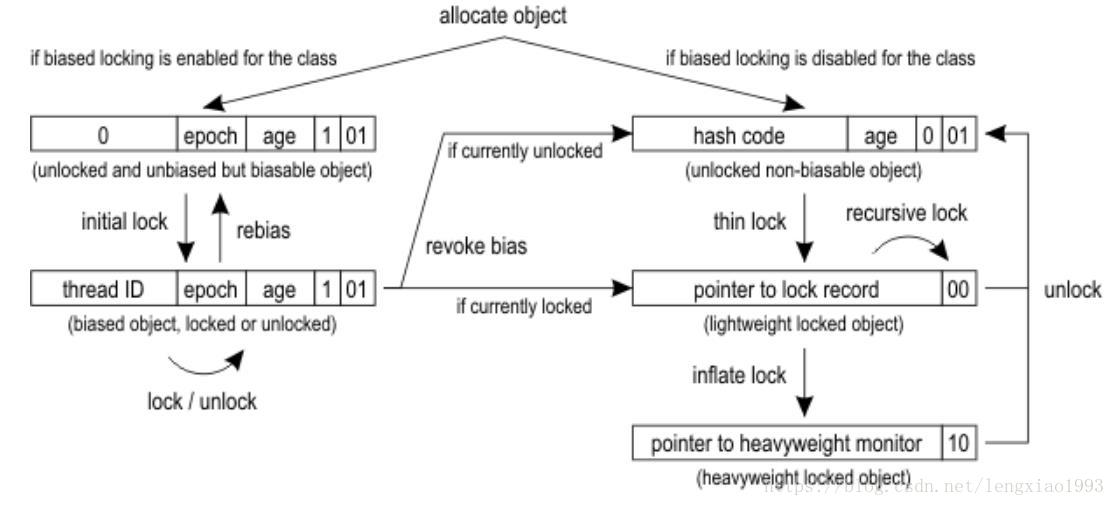 allocate object
if biased locking is enabled for the class
if biased locking is disabled for the class
0 epoch age 1 01
(unlocked and unbiased but biasable object)
hash code age 0 01
(unlocked non-biasable object)
if currently unlocked
initial lock
rebias
revoke bias
thin lock
recursive lock
thread ID epoch age 1 01
(biased object, locked or unlocked)
if currently locked
pointer to lock record 00
(lightweight locked object)
unlock
lock / unlock
inflate lock
pointer to heavyweight monitor 10
(heavyweight locked object)
https://blog.csdn.net/lengxiao1993